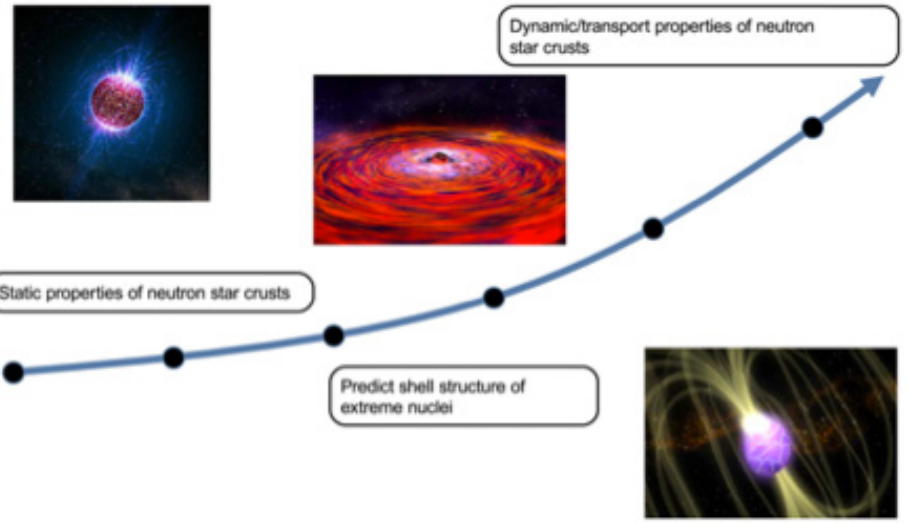 Dynamic/transport properties of neutron
star crusts
Static properties of neutron star crusts
Predict shell structure of
extreme nuclei